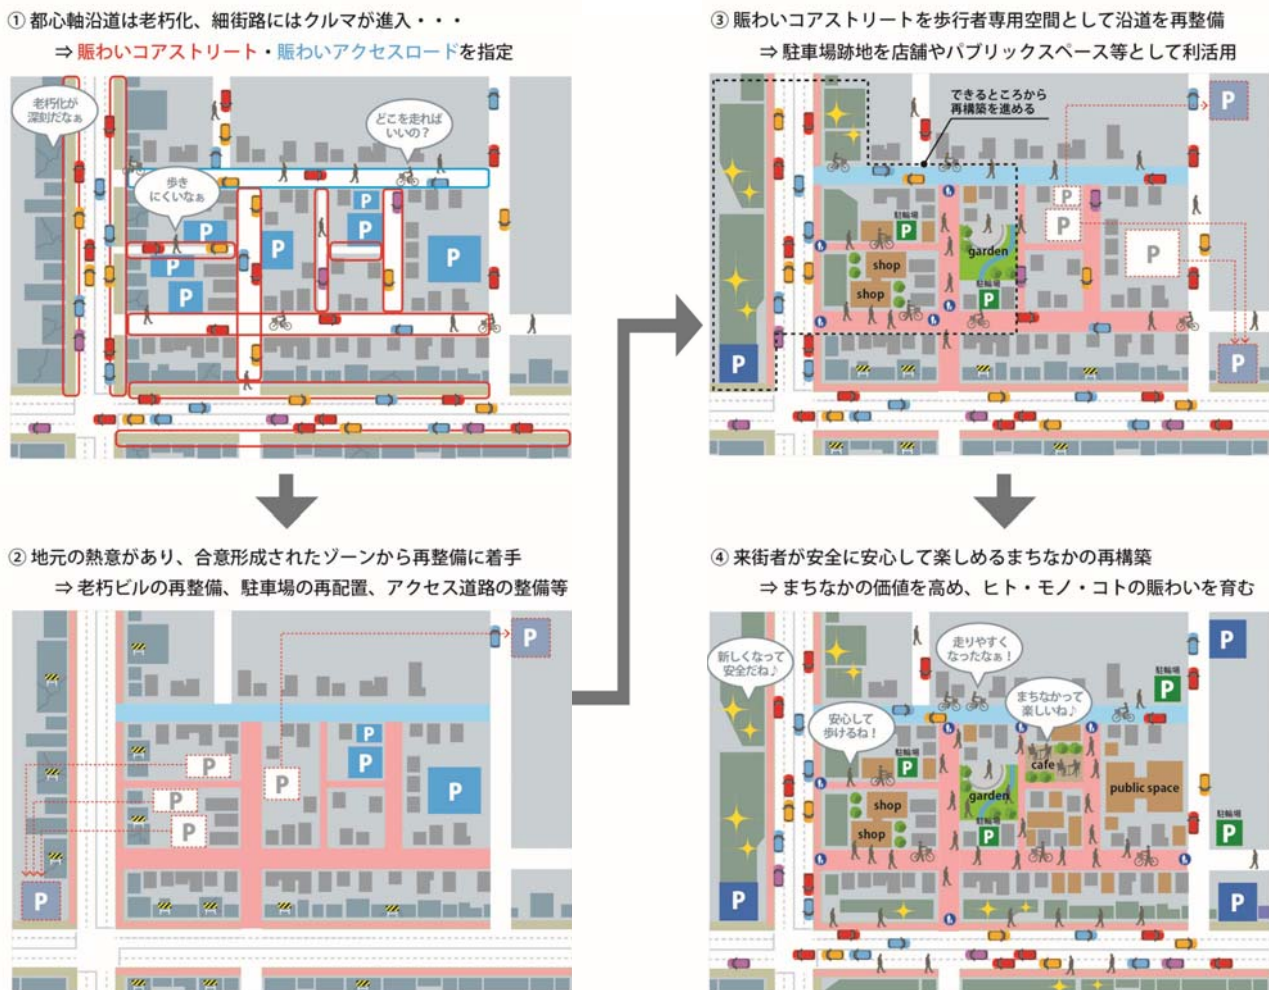 ① 都心軸沿道は老朽化、細街路にはクルマが進入・・・
⇒ 賑わいコアストリート・賑わいアクセスロードを指定
老朽化が
深刻だなぁ
どこを走れば
いいの?
歩き
にくいなぁ
P
P
P
P
P
P
P
② 地元の熱意があり、合意形成されたゾーンから再整備に着手
⇒ 老朽ビルの再整備、駐車場の再配置、アクセス道路の整備等
P
P
P
P
P
P
P
P
P
③ 賑わいコアストリートを歩行者専用空間として沿道を再整備
⇒ 駐車場跡地を店舗やパブリックスペース等として利活用
できるところから
再構築を進める
P
P
P
駐輪場
P
garden
P
shop
駐輪場
P
shop
P
P
④ 来街者が安全に安心して楽しめるまちなかの再構築
⇒ まちなかの価値を高め、ヒト・モノ・コトの賑わいを育む
新しくなって
安全だね♪
走りやすく
なったなぁ!
P
駐輪場
P
まちなかって
楽しいね♪
安心して
歩けるね!
駐輪場
P
cafe
garden
public space
shop
駐輪場
P
shop
駐輪場
P
P
P